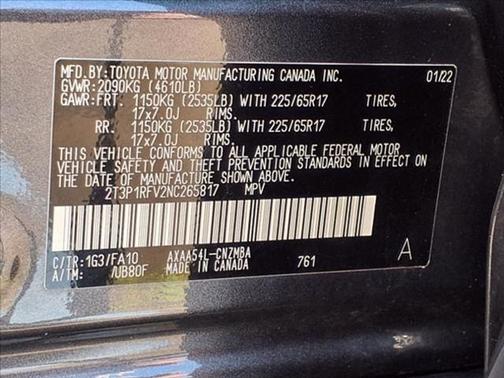 MFD.BY:TOYOTA MOTOR MANUFACTURING CANADA INC. 01/22
GVWR:2090KG (4610LB)
GAWR:FRT. 1150KG (2535LB) WITH 225/65R17 TIRES,
17x7.0J RIMS.
RR. 1150KG (2535LB) WITH 225/65R17 TIRES,
17x7.0J RIMS.
THIS VEHICLE CONFORMS TO ALL APPLICABLE FEDERAL MOTOR
VEHICLE SAFETY AND THEFT PREVENTION STANDARDS IN EFFECT ON
THE DATE OF MANUFACTURE SHOWN ABOVE.
2T3P1RFV2NC265817 MPV
C/TR:1G3/FA10 AXAA54L-CNZMBA 761 A
A/TM: /UB80F MADE IN CANADA